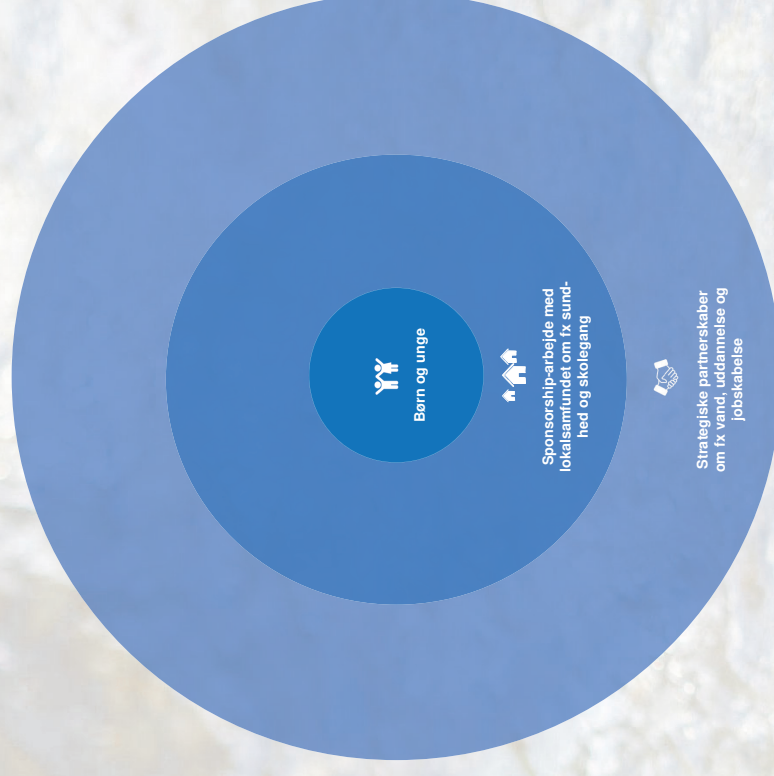 Børn og unge
Sponsorship-arbejde med
lokalsamfundet om fx sund-
hed og skolegang
Strategiske partnerskaber
om fx vand, uddannelse og
jobskabelse